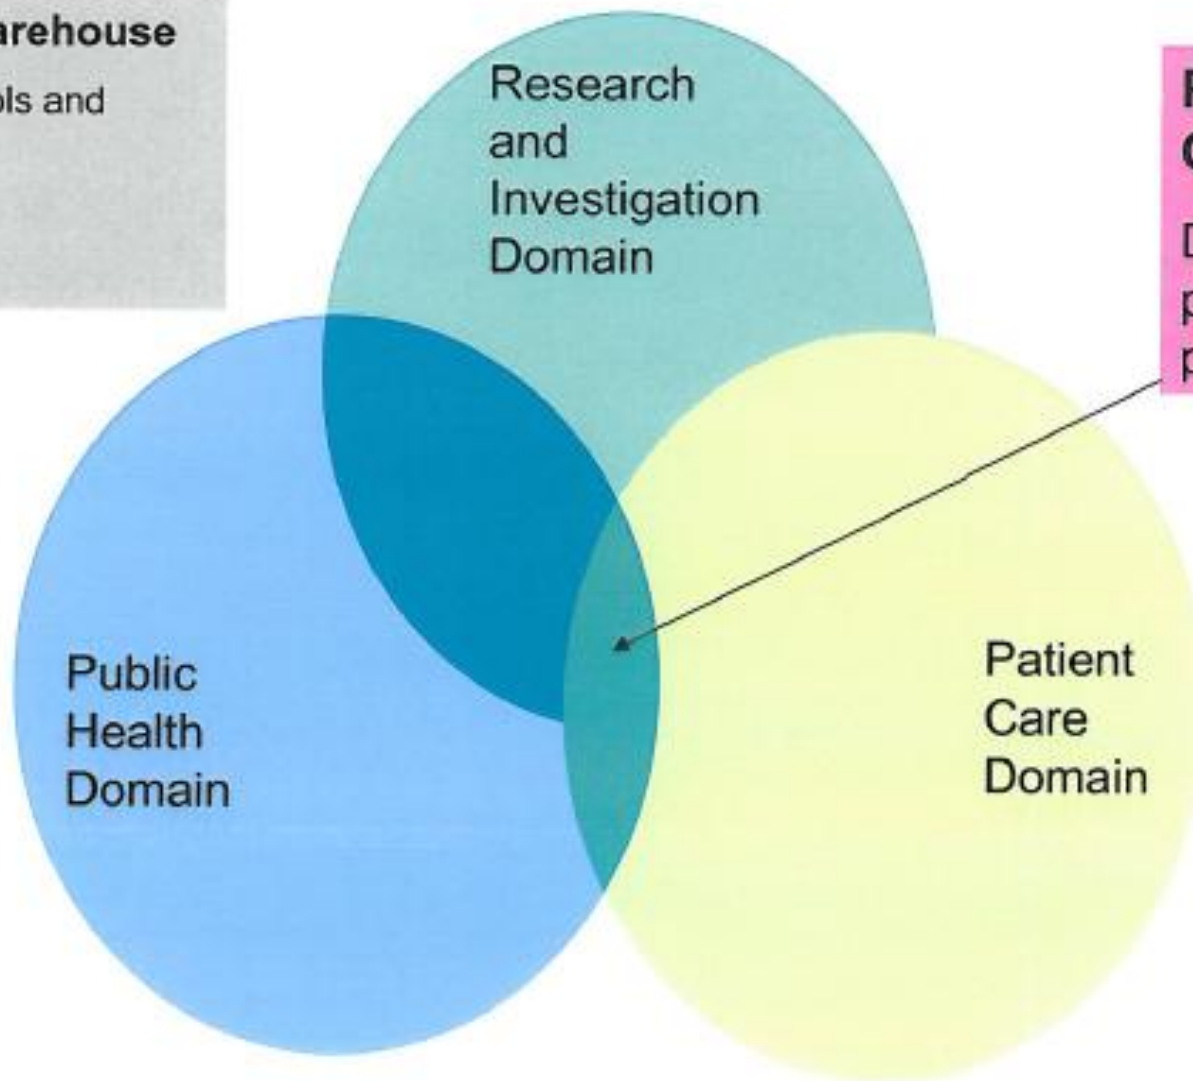 arehouse
ols and
Research
and
Investigation
Domain
Public
Health
Domain
Patient
Care
Domain